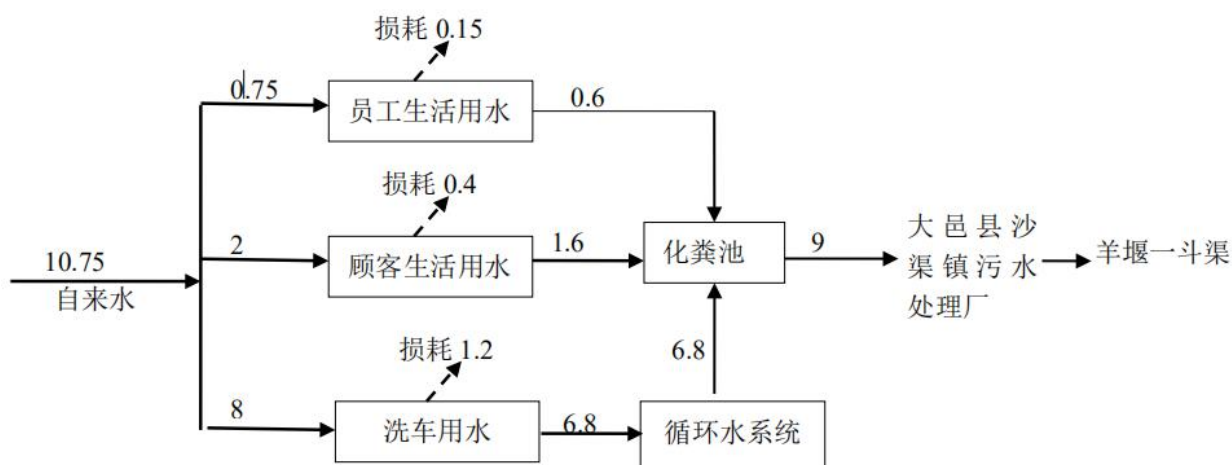 损耗 0.15
0.75
员工生活用水
0.6
损耗 0.4
10.75
自来水
2
顾客生活用水
1.6
化粪池
9
大邑县沙
渠镇污水
处理厂
羊堰一斗渠
损耗 1.2
6.8
8
洗车用水
6.8
循环水系统